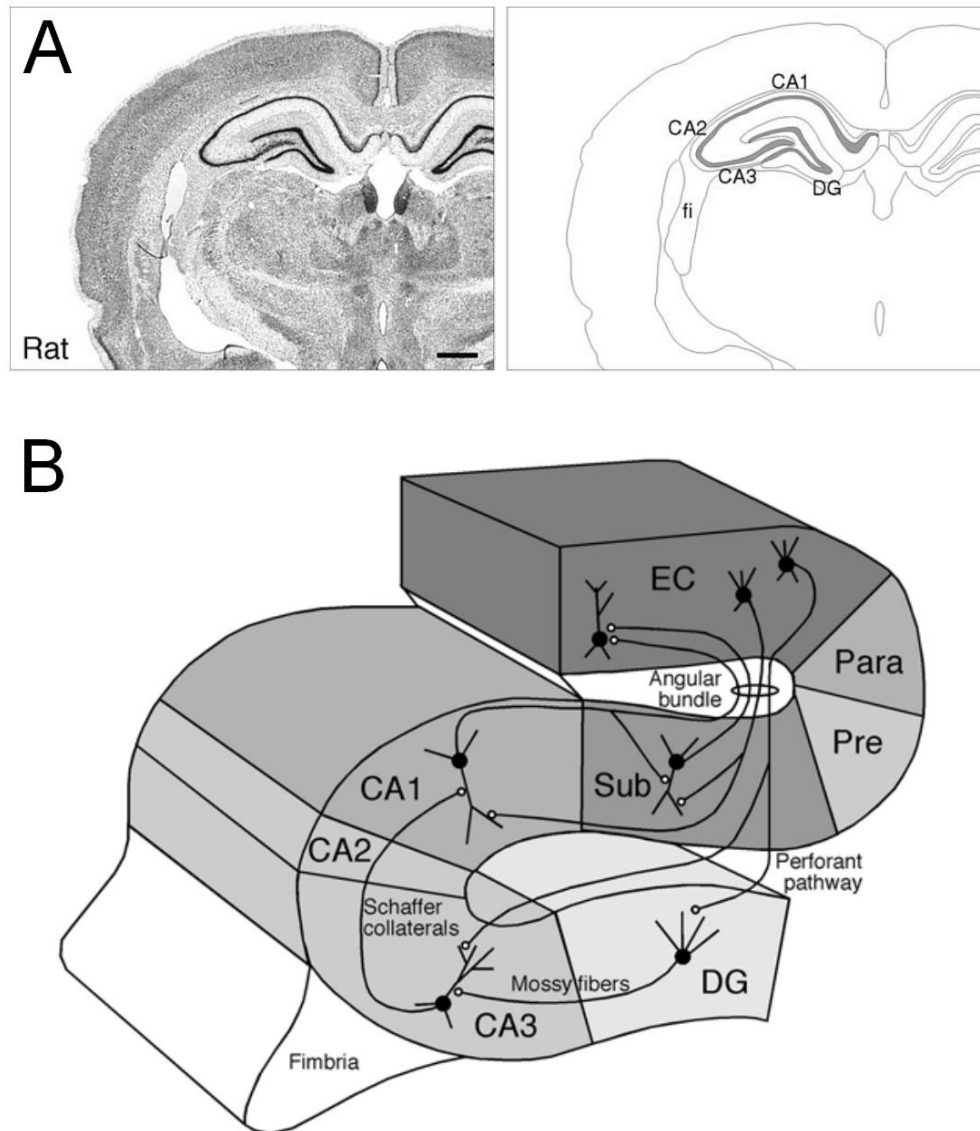 A
Rat
CA1
CA2
CA3
DG
fi
B
EC
Para
Angular
bundle
Pre
Sub
CA1
CA2
Perforant
pathway
Schaffer
collaterals
Mossy fibers
DG
CA3
Fimbria